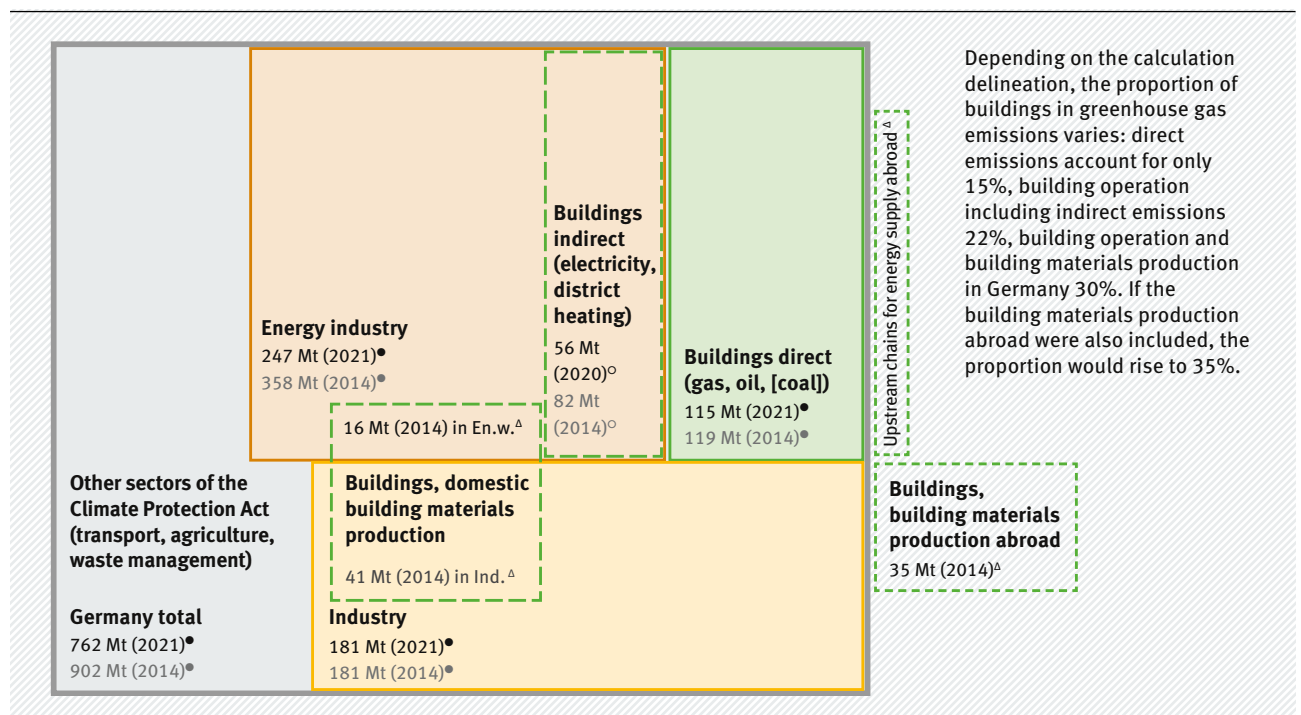 Depending on the calculation
delineation, the proportion of
buildings in greenhouse gas
emissions varies: direct
emissions account for only
15%, building operation
including indirect emissions
22%, building operation and
building materials production
in Germany 30%. If the
building materials production
abroad were also included, the
proportion would rise to 35%.
Energy industry
247 Mt (2021)●
358 Mt (2014)●
Buildings
indirect
(electricity,
district
heating)
56 Mt
(2020)○
82 Mt
(2014)○
Buildings direct
(gas, oil, [coal])
115 Mt (2021)●
119 Mt (2014)●
Upstream chains for energy supply abroad Δ
16 Mt (2014) in En.w.Δ
Buildings, domestic
building materials
production
41 Mt (2014) in Ind.Δ
Other sectors of the
Climate Protection Act
(transport, agriculture,
waste management)
Germany total
762 Mt (2021)●
902 Mt (2014)●
Industry
181 Mt (2021)●
181 Mt (2014)●
Buildings,
building materials
production abroad
35 Mt (2014)Δ